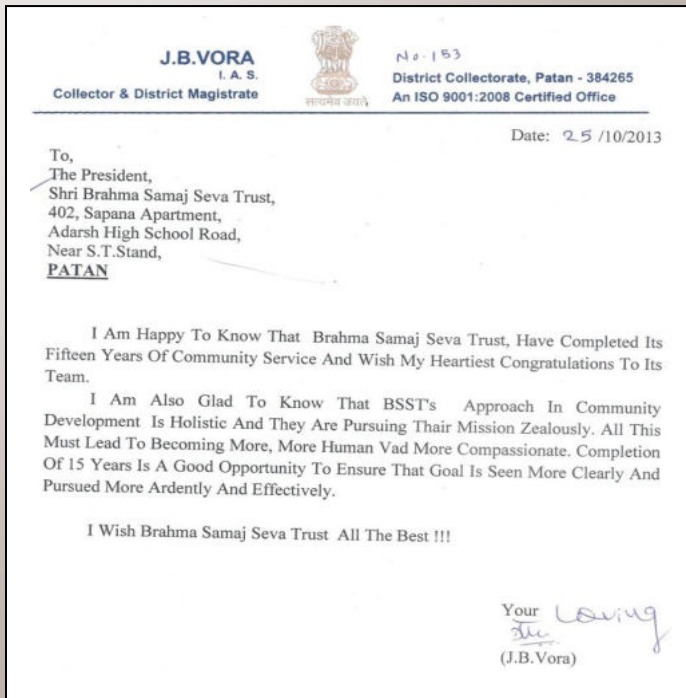 J.B.VORA
I. A. S.
Collector & District Magistrate
सत्यमेव जयते
No-153
District Collectorate, Patan - 384265
An ISO 9001:2008 Certified Office
Date: 25/10/2013
To,
The President,
Shri Brahma Samaj Seva Trust,
402, Sapana Apartment,
Adarsh High School Road,
Near S.T.Stand,
PATAN
I Am Happy To Know That Brahma Samaj Seva Trust, Have Completed Its
Fifteen Years Of Community Service And Wish My Heartiest Congratulations To Its
Team.
I Am Also Glad To Know That BSST's Approach In Community
Development Is Holistic And They Are Pursuing Thair Mission Zealously. All This
Must Lead To Becoming More, More Human Vad More Compassionate. Completion
Of 15 Years Is A Good Opportunity To Ensure That Goal Is Seen More Clearly And
Pursued More Ardently And Effectively.
I Wish Brahma Samaj Seva Trust All The Best !!!
Your Loving
(J.B.Vora)